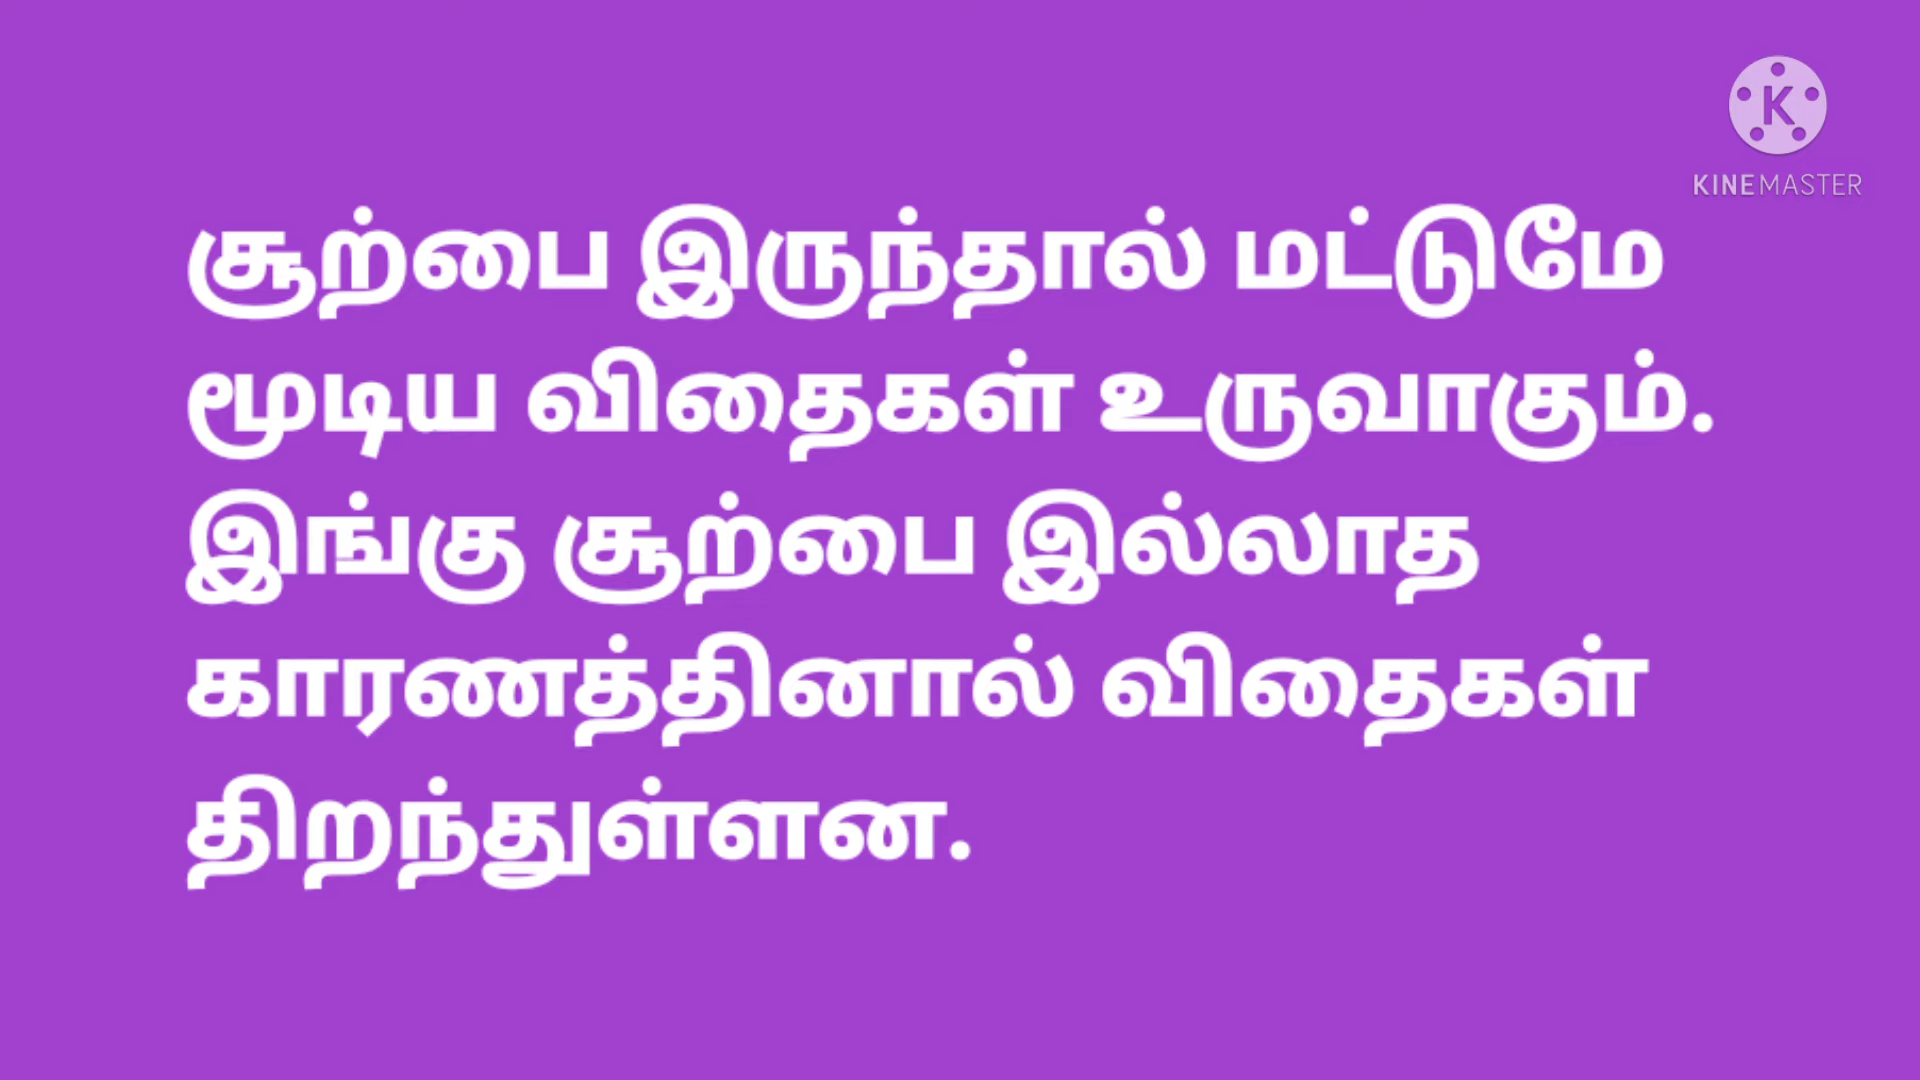 KINEMASTER
சூற்பை இருந்தால் மட்டுமே
மூடிய விதைகள் உருவாகும்.
இங்கு சூற்பை இல்லாத
காரணத்தினால் விதைகள்
திறந்துள்ளன.